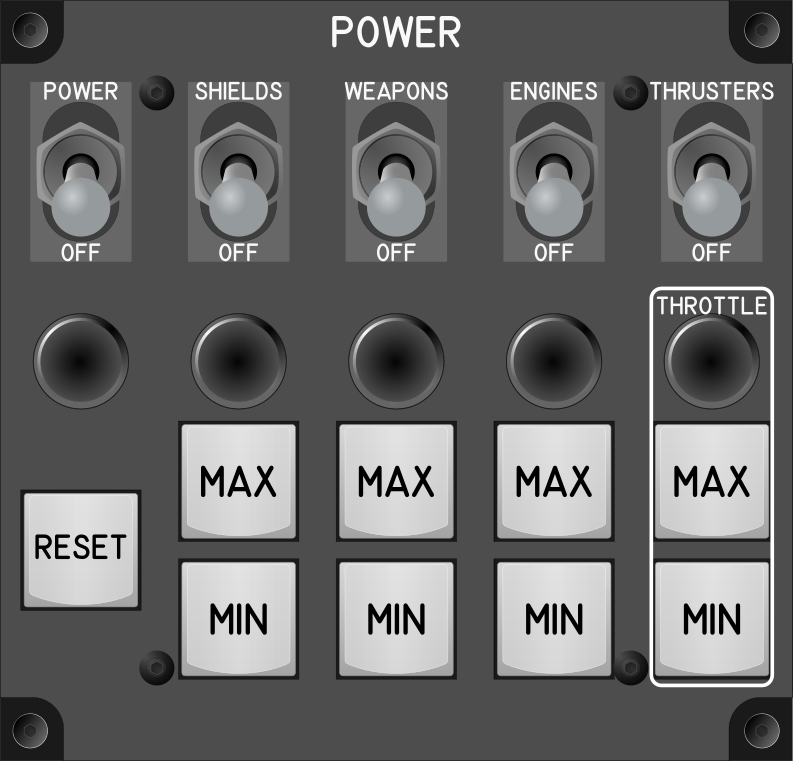 POWER
POWER SHIELDS WEAPONS ENGINES THRUSTERS
OFF OFF OFF OFF OFF
THROTTLE
MAX MAX MAX MAX
RESET
MIN MIN MIN MIN